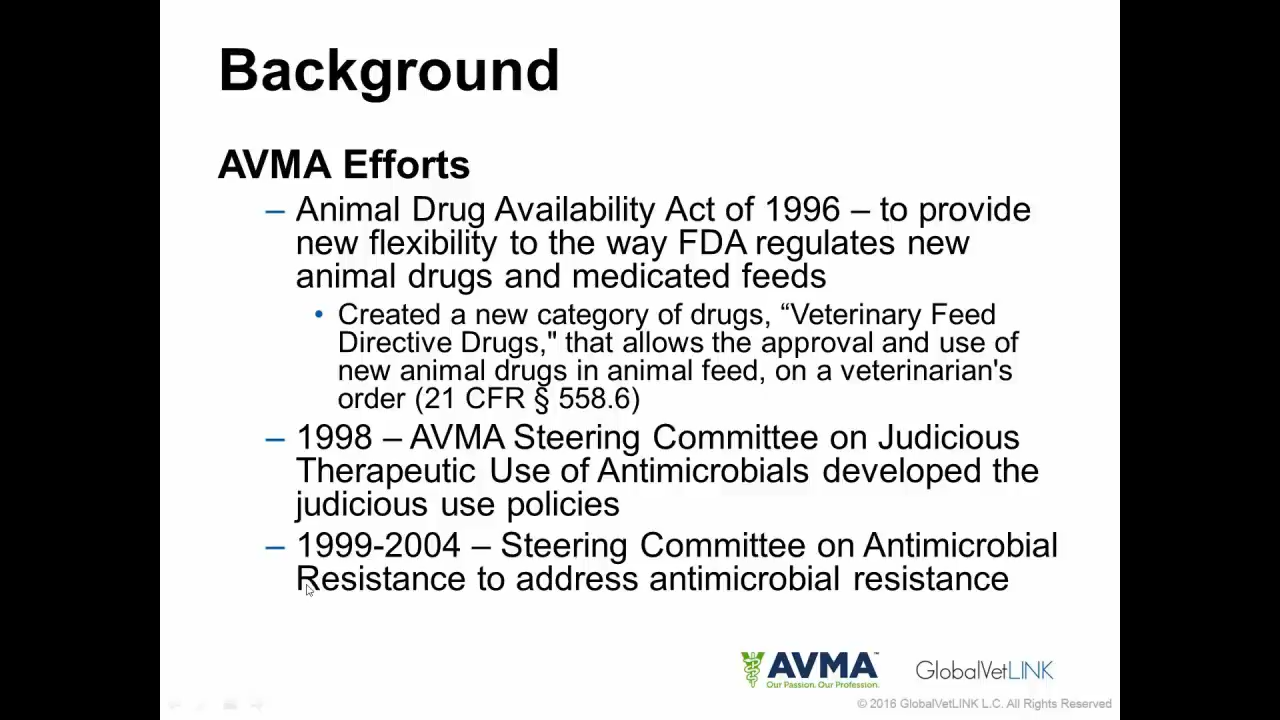 Background
AVMA Efforts
– Animal Drug Availability Act of 1996 – to provide
new flexibility to the way FDA regulates new
animal drugs and medicated feeds
• Created a new category of drugs, “Veterinary Feed
Directive Drugs," that allows the approval and use of
new animal drugs in animal feed, on a veterinarian's
order (21 CFR § 558.6)
– 1998 – AVMA Steering Committee on Judicious
Therapeutic Use of Antimicrobials developed the
judicious use policies
– 1999-2004 – Steering Committee on Antimicrobial
Resistance to address antimicrobial resistance
AVMA™
Our Passion. Our Profession.
GlobalVetLINK
© 2016 GlobalVetLINK L.C. All Rights Reserved